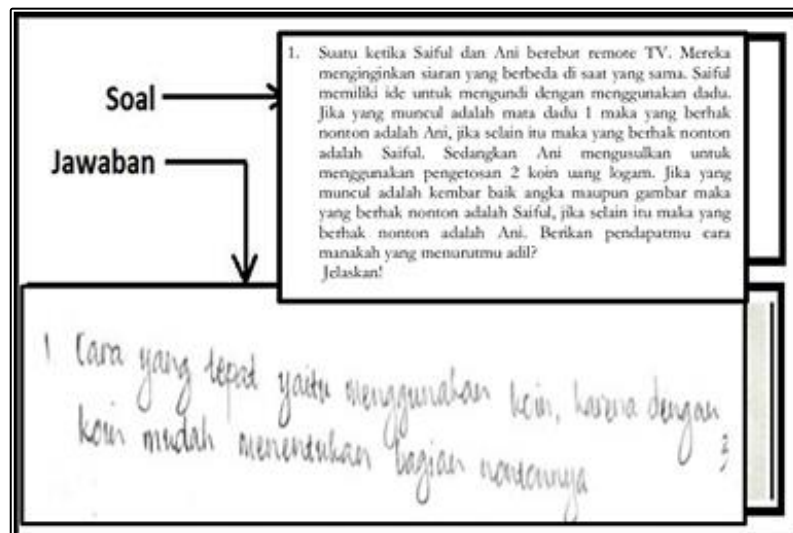 Soal
Jawaban
1. Suatu ketika Saiful dan Ani berebut remote TV. Mereka
menginginkan siaran yang berbeda di saat yang sama. Saiful
memiliki ide untuk mengundi dengan menggunakan dadu.
Jika yang muncul adalah mata dadu 1 maka yang berhak
nonton adalah Ani, jika selain itu maka yang berhak nonton
adalah Saiful. Sedangkan Ani mengusulkan untuk
menggunakan pengetosan 2 koin uang logam. Jika yang
muncul adalah kembar baik angka maupun gambar maka
yang berhak nonton adalah Saiful, jika selain itu maka yang
berhak nonton adalah Ani. Berikan pendapatmu cara
manakah yang menurutmu adil?
Jelaskan!
1 Cara yang tepat yaitu menggunakan koin, karena dengan
koin mudah menentukan bagian nontonnya